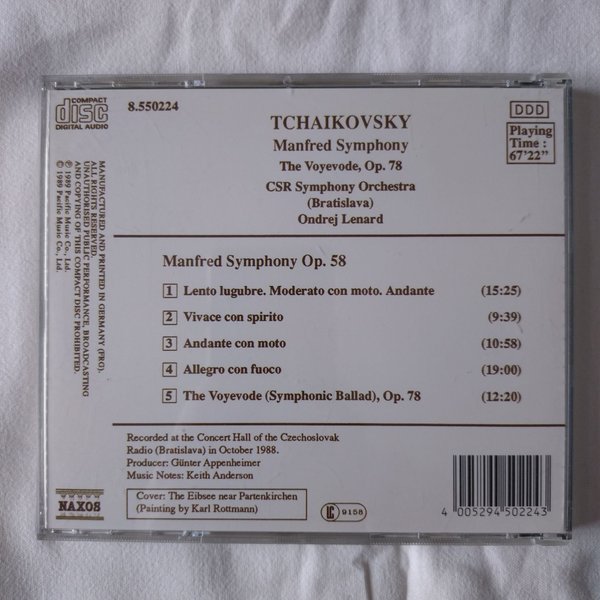 COMPACT
disc
DIGITAL AUDIO
8.550224
DDD
TCHAIKOVSKY
Manfred Symphony
The Voyevode, Op. 78
CSR Symphony Orchestra
(Bratislava)
Ondrej Lenard
Playing
Time :
67'22"
MANUFACTURED AND PRINTED IN GERMANY (FRG).
ALL RIGHTS RESERVED.
UNAUTHORISED PUBLIC PERFORMANCE, BROADCASTING
AND COPYING OF THIS COMPACT DISC PROHIBITED.
℗ 1989 Pacific Music Co., Ltd.
© 1989 Pacific Music Co., Ltd.
Manfred Symphony Op. 58
1 Lento lugubre. Moderato con moto. Andante (15:25)
2 Vivace con spirito (9:39)
3 Andante con moto (10:58)
4 Allegro con fuoco (19:00)
5 The Voyevode (Symphonic Ballad), Op. 78 (12:20)
Recorded at the Concert Hall of the Czechoslovak
Radio (Bratislava) in October 1988.
Producer: Günter Appenheimer
Music Notes: Keith Anderson
NAXOS
Cover: The Eibsee near Partenkirchen
(Painting by Karl Rottmann)
LC 9158
4 005294 502243